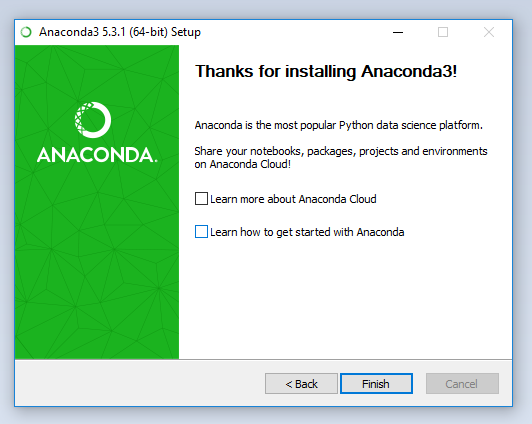 Anaconda3 5.3.1 (64-bit) Setup
Thanks for installing Anaconda3!
ANACONDA.
Anaconda is the most popular Python data science platform.
Share your notebooks, packages, projects and environments
on Anaconda Cloud!
Learn more about Anaconda Cloud
Learn how to get started with Anaconda
< Back
Finish
Cancel